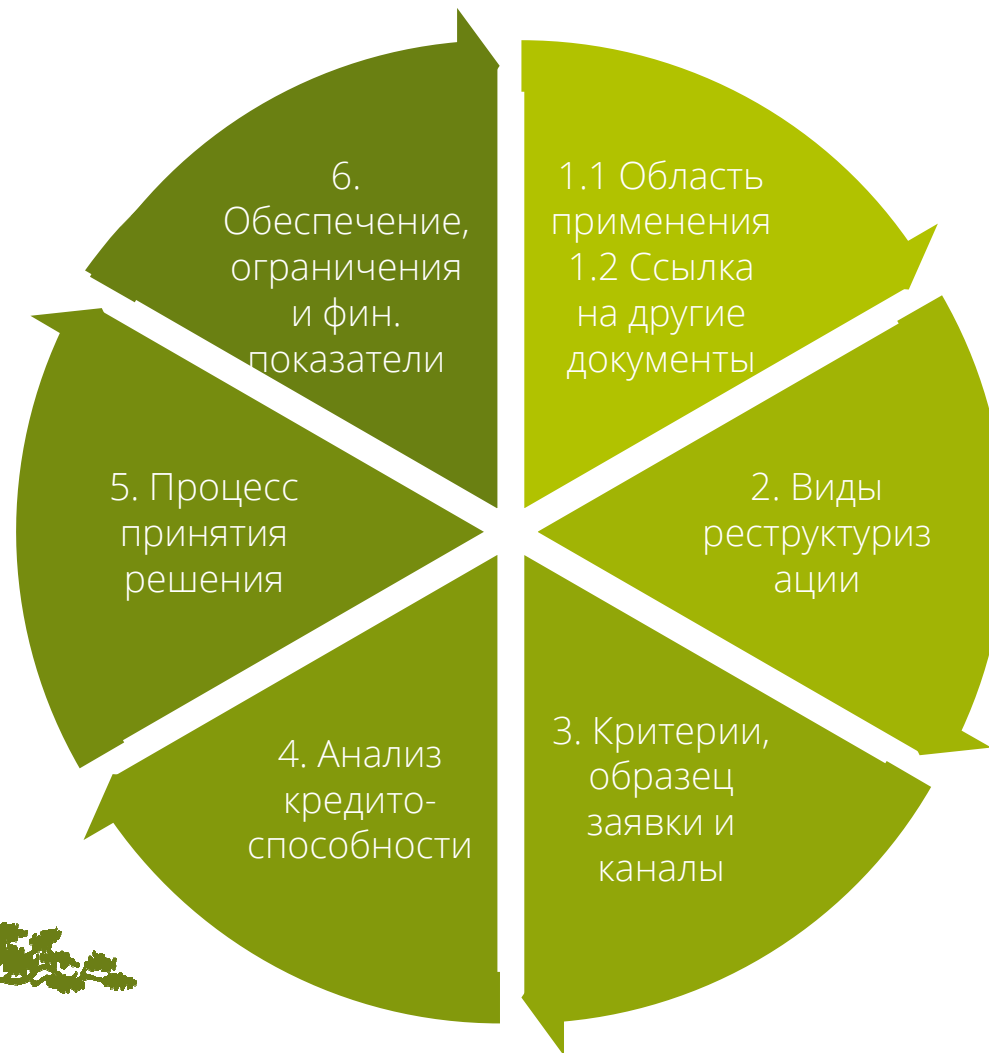 1.1 Область
применения
1.2 Ссылка
на другие
документы
2. Виды
реструктуриз
ации
3. Критерии,
образец
заявки и
каналы
4. Анализ
кредито-
способности
5. Процесс
принятия
решения
6.
Обеспечение,
ограничения
и фин.
показатели